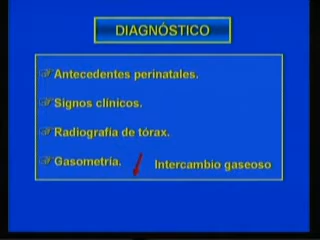 DIAGNÓSTICO
Antecedentes perinatales.
Signos clínicos.
Radiografía de tórax.
Gasometría. Intercambio gaseoso